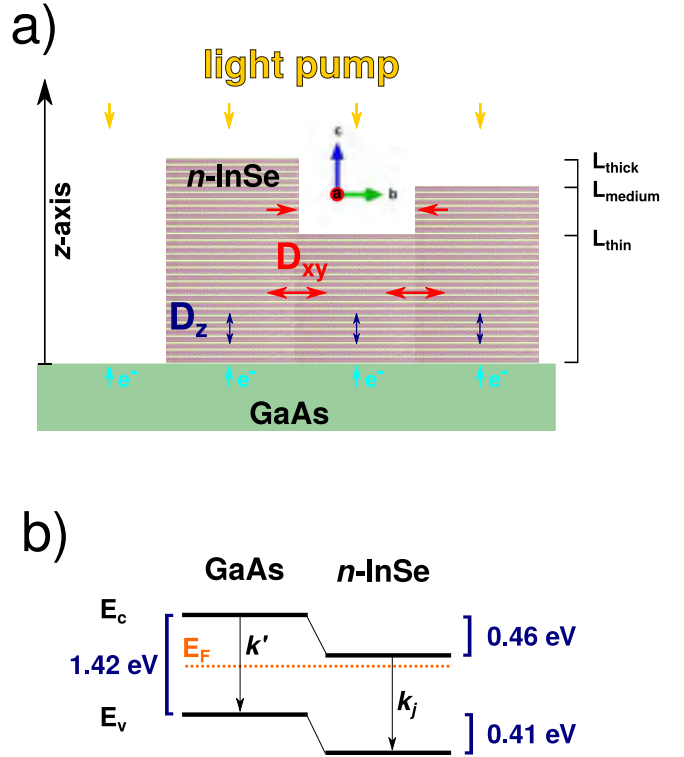 a)
light pump
z-axis
n-InSe
c
a
b
L_thick
L_medium
L_thin
D_xy
D_z
e⁻ e⁻ e⁻ e⁻
GaAs
b)
GaAs n-InSe
E_c
0.46 eV
E_F
k'
1.42 eV
k_j
E_v
0.41 eV